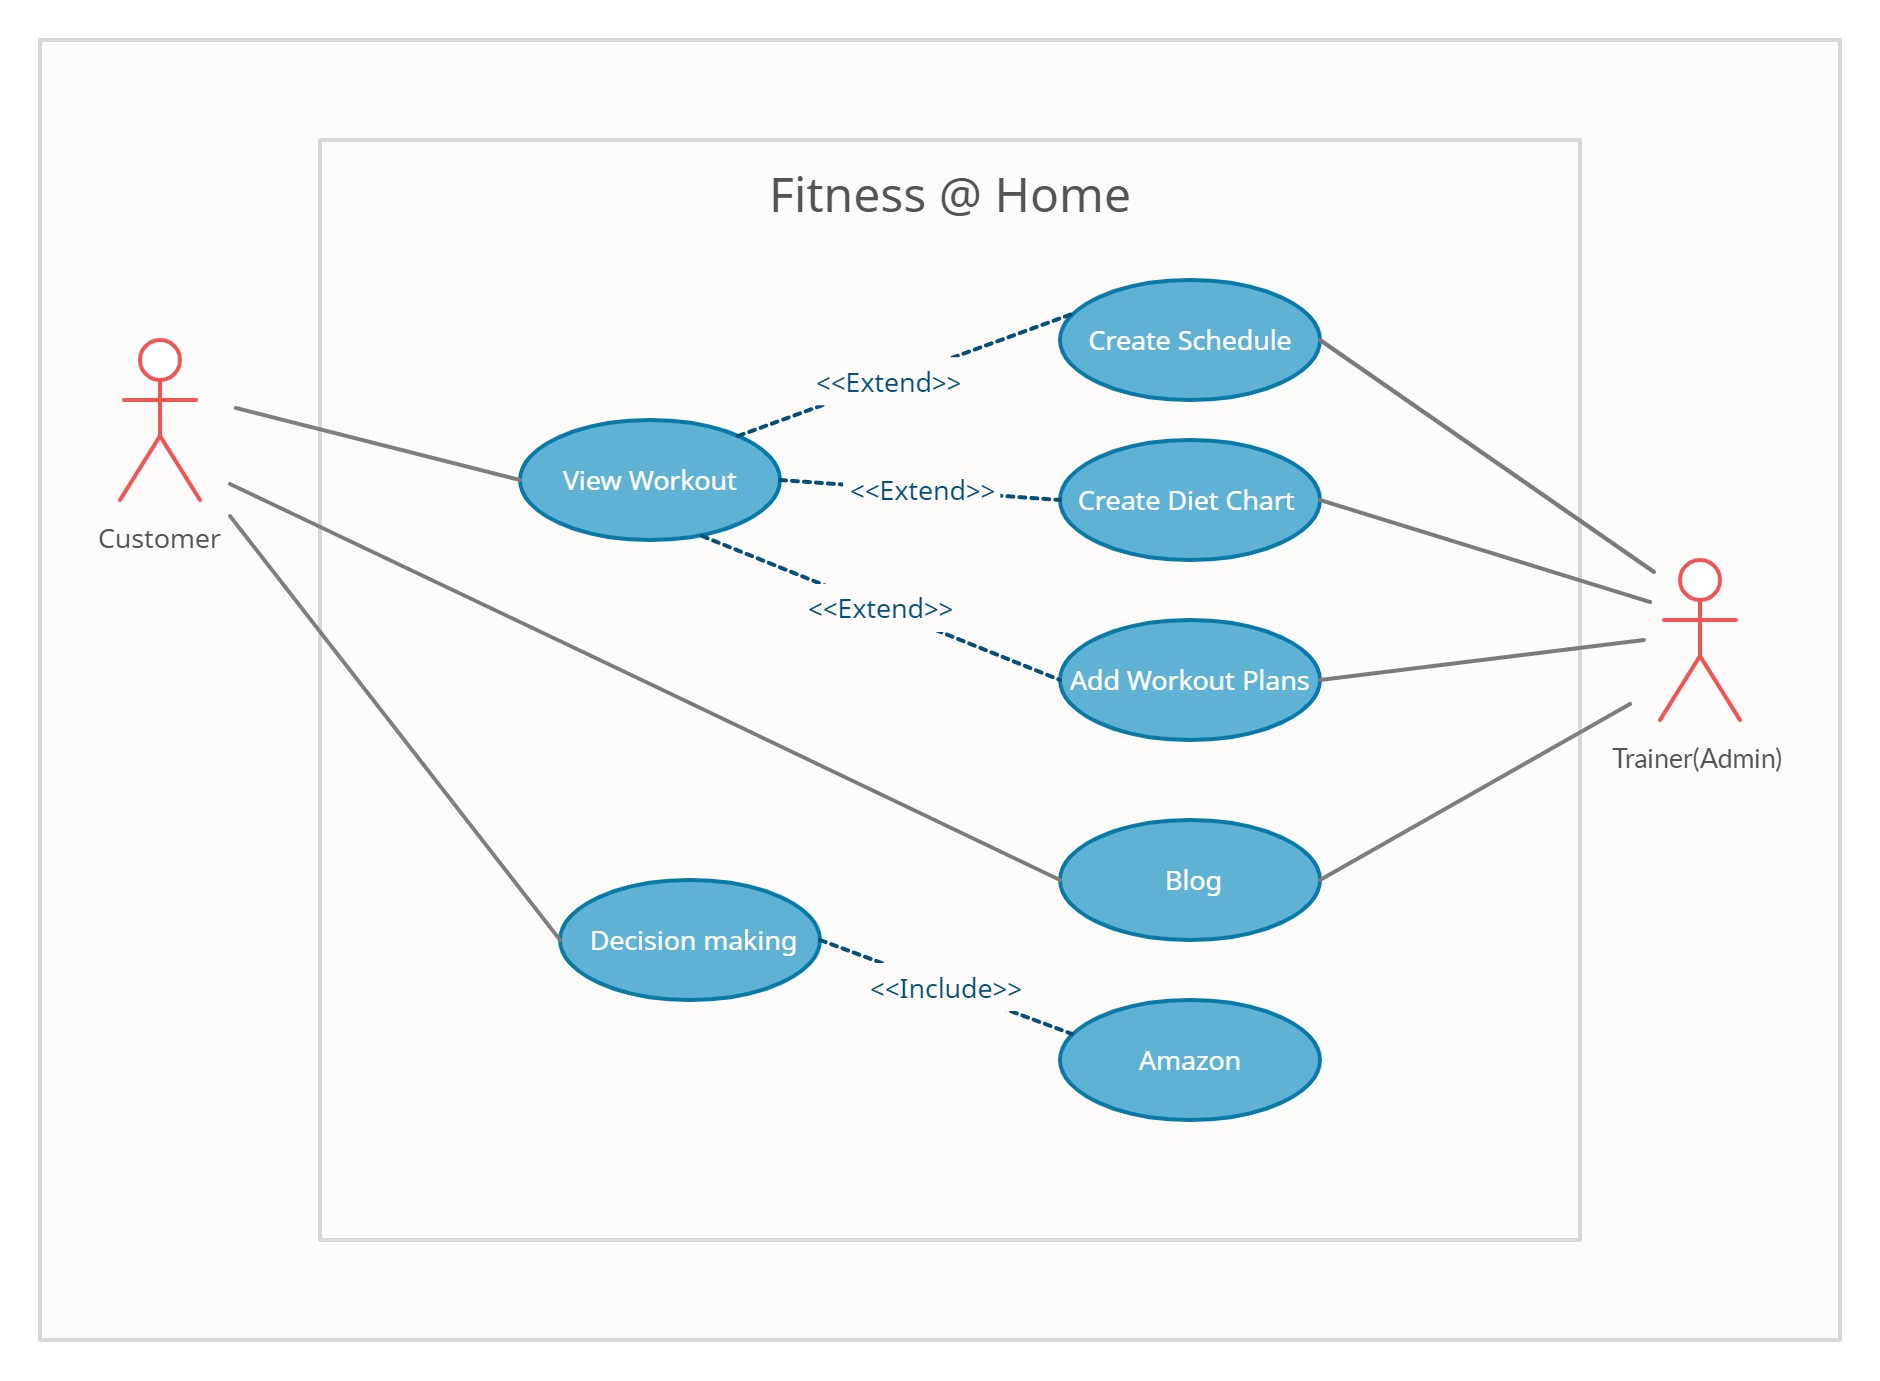 Fitness @ Home
Create Schedule
<<Extend>>
View Workout
<<Extend>>
Create Diet Chart
Customer
<<Extend>>
Add Workout Plans
Trainer(Admin)
Blog
Decision making
<<Include>>
Amazon